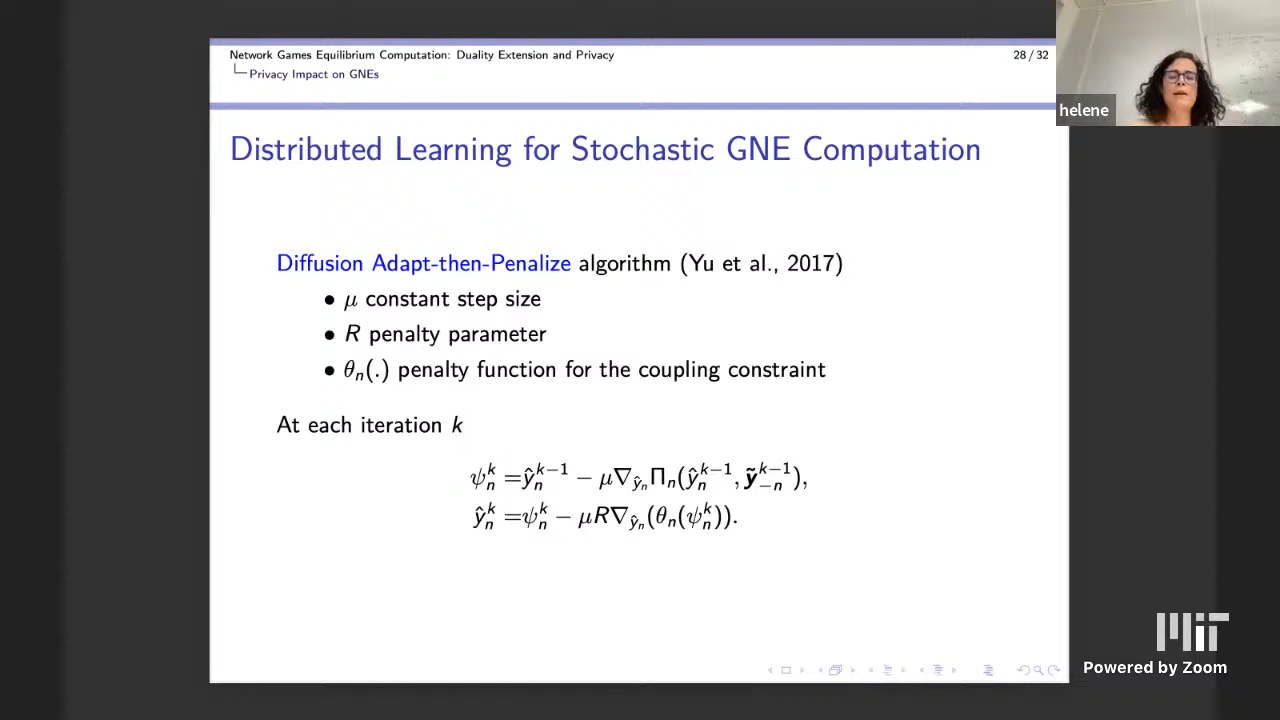 Network Games Equilibrium Computation: Duality Extension and Privacy 28 / 32
Privacy Impact on GNEs
helene
Distributed Learning for Stochastic GNE Computation
Diffusion Adapt-then-Penalize algorithm (Yu et al., 2017)
• μ constant step size
• R penalty parameter
• θ_n(.) penalty function for the coupling constraint
At each iteration k
ψ_n^k = ŷ_n^{k−1} − μ∇_{ŷ_n} Π_n(ŷ_n^{k−1}, ỹ_{−n}^{k−1}),
ŷ_n^k = ψ_n^k − μR∇_{ŷ_n}(θ_n(ψ_n^k)).
MIT
Powered by Zoom